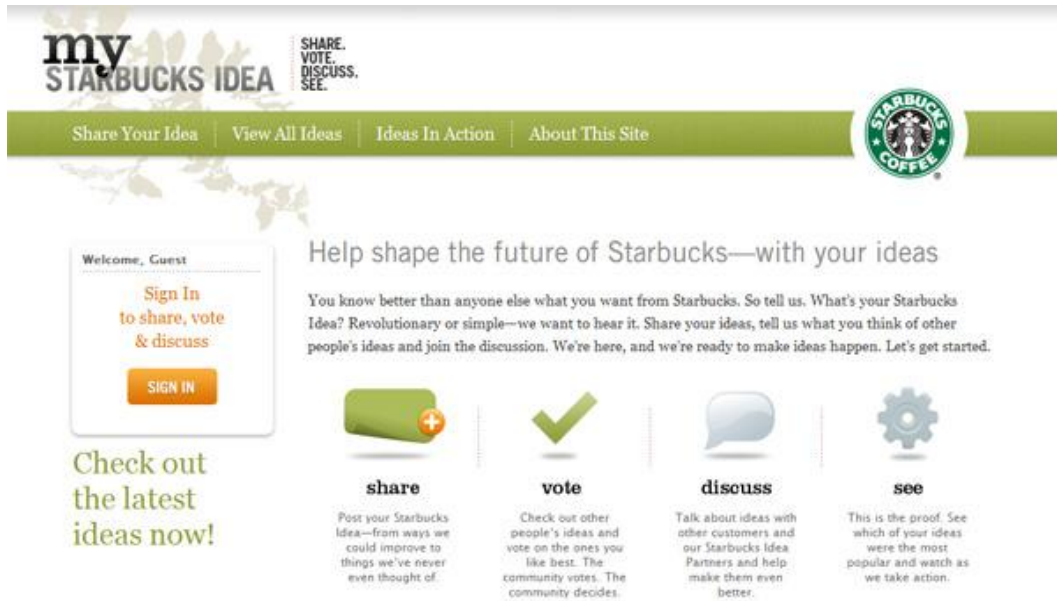 my
STARBUCKS IDEA
SHARE.
VOTE.
DISCUSS.
SEE.
Share Your Idea
View All Ideas
Ideas In Action
About This Site
STARBUCKS
COFFEE
®
Welcome, Guest
Sign In
to share, vote
& discuss
SIGN IN
Check out
the latest
ideas now!
Help shape the future of Starbucks—with your ideas
You know better than anyone else what you want from Starbucks. So tell us. What's your Starbucks
Idea? Revolutionary or simple—we want to hear it. Share your ideas, tell us what you think of other
people's ideas and join the discussion. We're here, and we're ready to make ideas happen. Let's get started.
share
Post your Starbucks
Idea—from ways we
could improve to
things we've never
even thought of.
vote
Check out other
people's ideas and
vote on the ones you
like best. The
community votes. The
community decides.
discuss
Talk about ideas with
other customers and
our Starbucks Idea
Partners and help
make them even
better.
see
This is the proof. See
which of your ideas
were the most
popular and watch as
we take action.